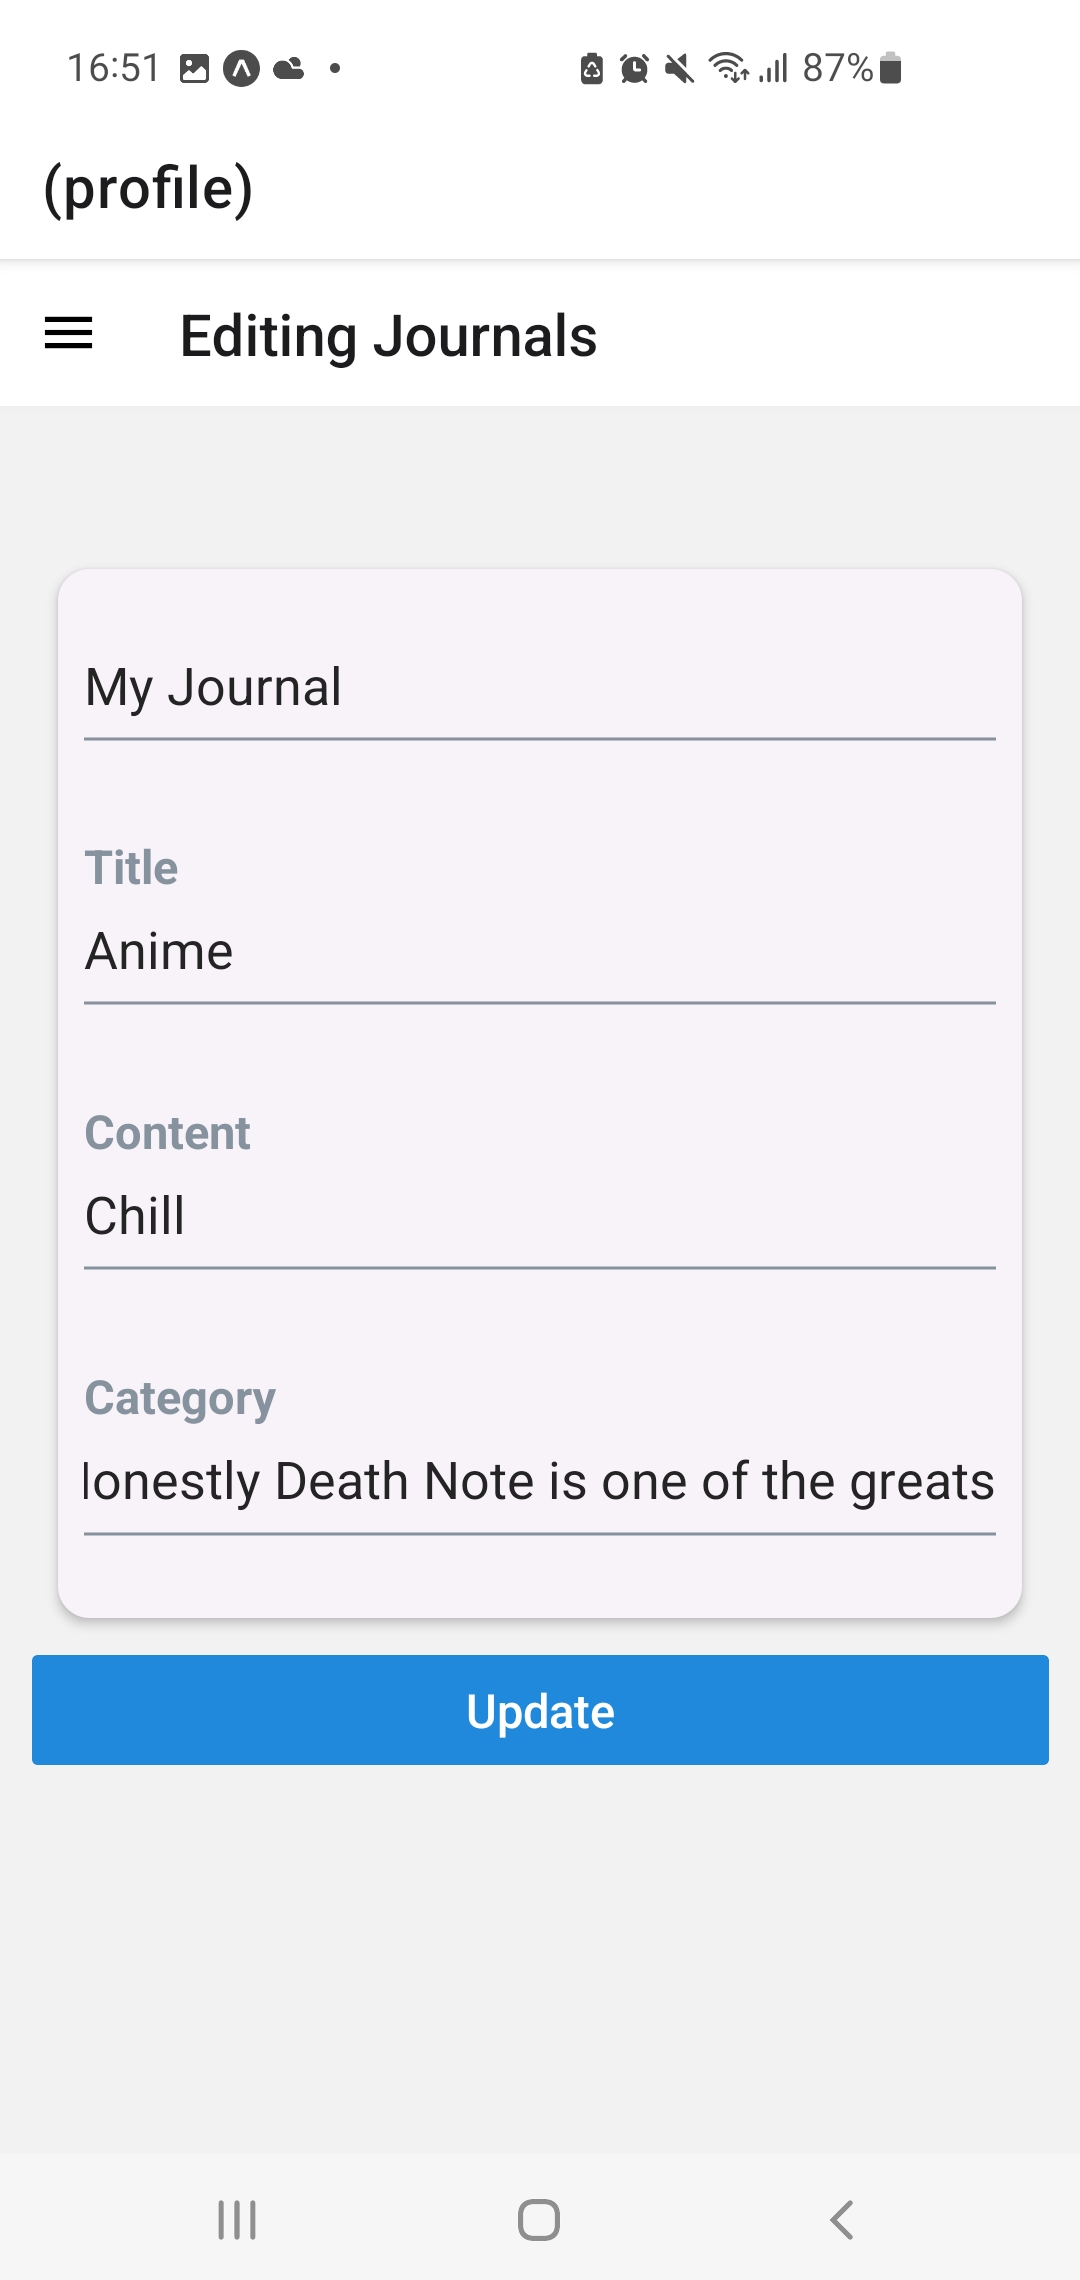 16:51 87%
(profile)
Editing Journals
My Journal
Title
Anime
Content
Chill
Category
onestly Death Note is one of the greats
Update